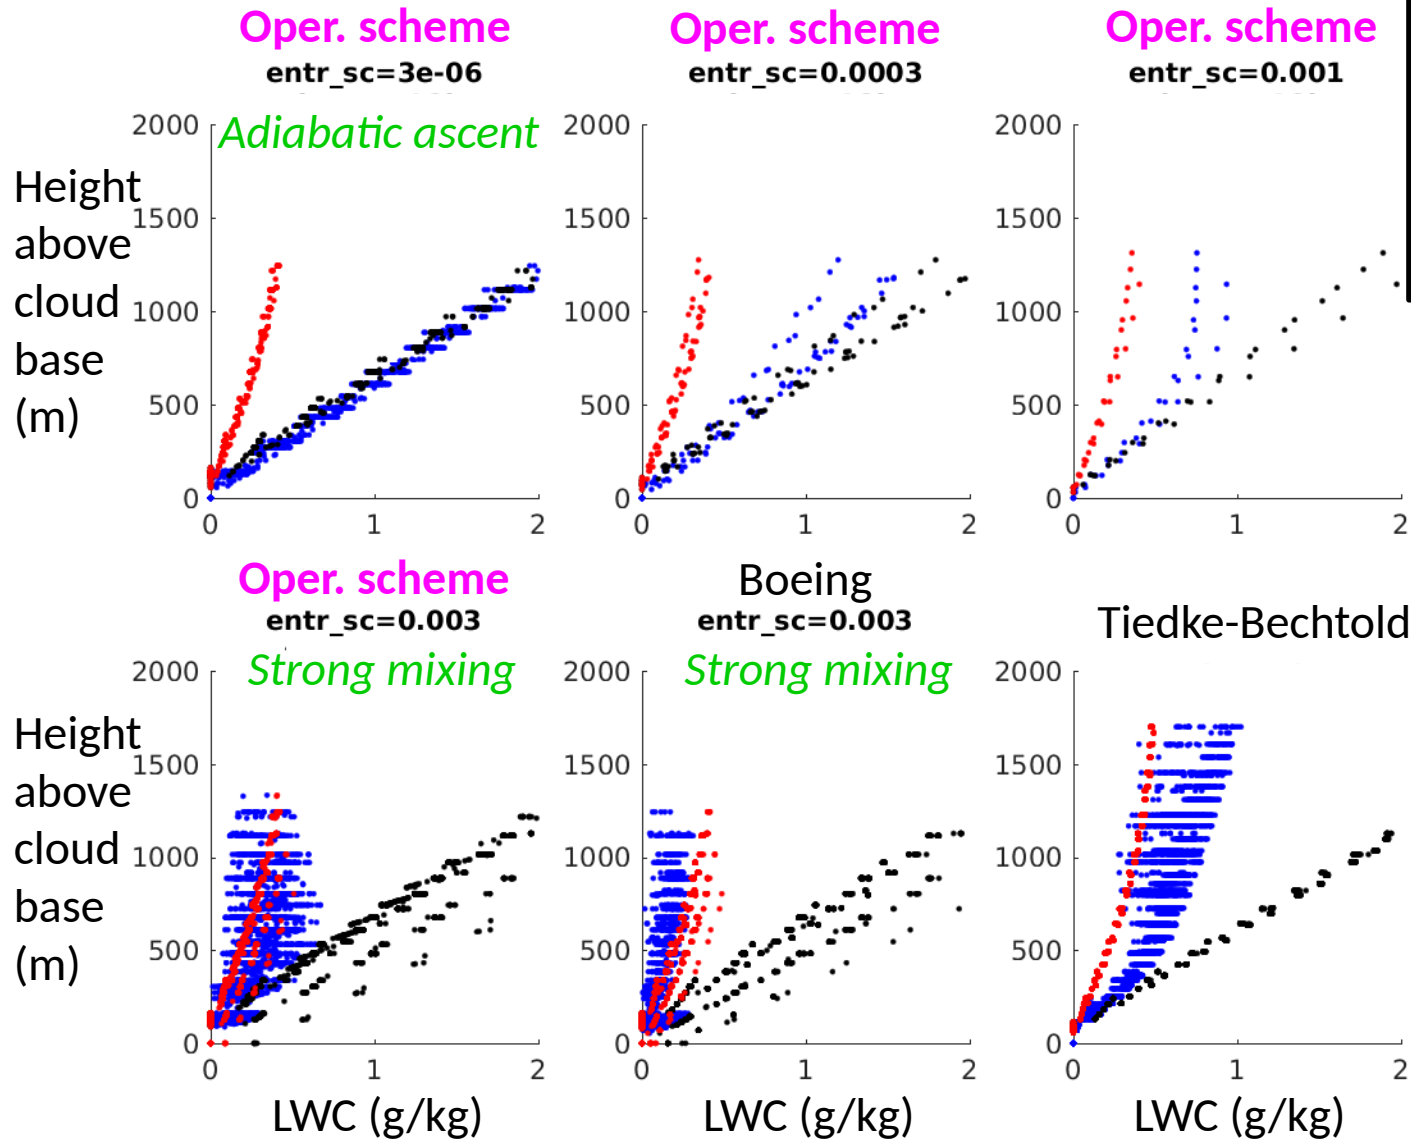 Oper. scheme Oper. scheme Oper. scheme
entr_sc=3e-06 entr_sc=0.0003 entr_sc=0.001
Adiabatic ascent
Height
above
cloud
base
(m)
2000 2000 2000
1500 1500 1500
1000 1000 1000
500 500 500
0 0 0
0 1 2 0 1 2 0 1 2
Oper. scheme Boeing
entr_sc=0.003 entr_sc=0.003 Tiedke-Bechtold
Strong mixing Strong mixing
Height
above
cloud
base
(m)
2000 2000 2000
1500 1500 1500
1000 1000 1000
500 500 500
0 0 0
0 1 2 0 1 2 0 1 2
LWC (g/kg) LWC (g/kg) LWC (g/kg)